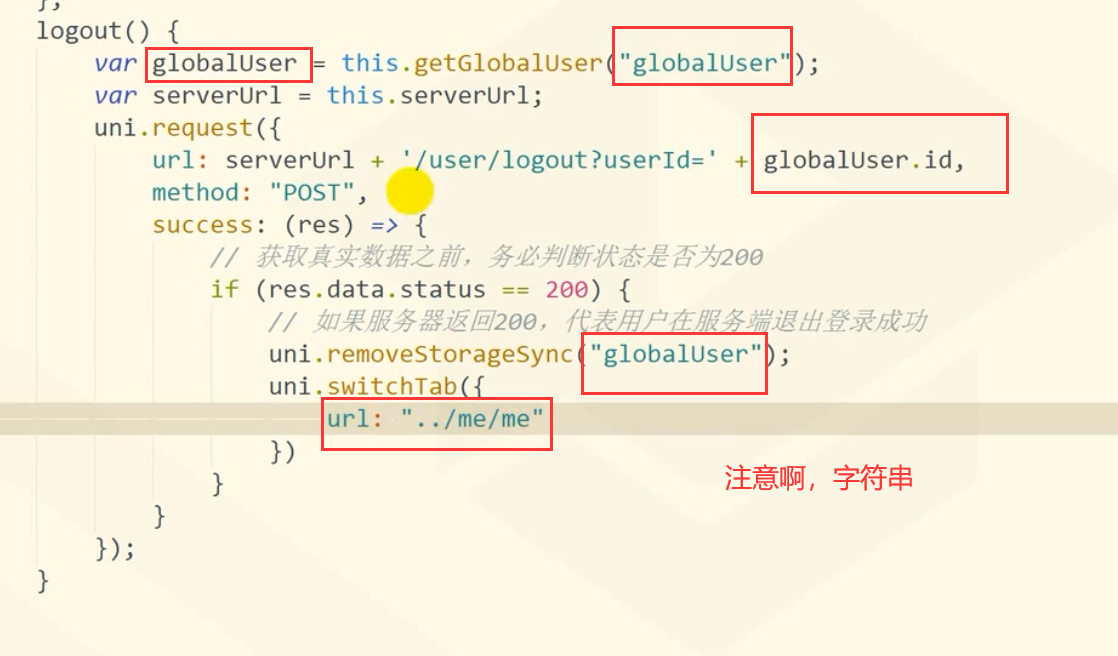 },
logout() {
var globalUser = this.getGlobalUser("globalUser");
var serverUrl = this.serverUrl;
uni.request({
url: serverUrl + '/user/logout?userId=' + globalUser.id,
method: "POST",
success: (res) => {
// 获取真实数据之前，务必判断状态是否为200
if (res.data.status == 200) {
// 如果服务器返回200，代表用户在服务端退出登录成功
uni.removeStorageSync("globalUser");
uni.switchTab({
url: "../me/me"
})
注意啊，字符串
}
}
});
}